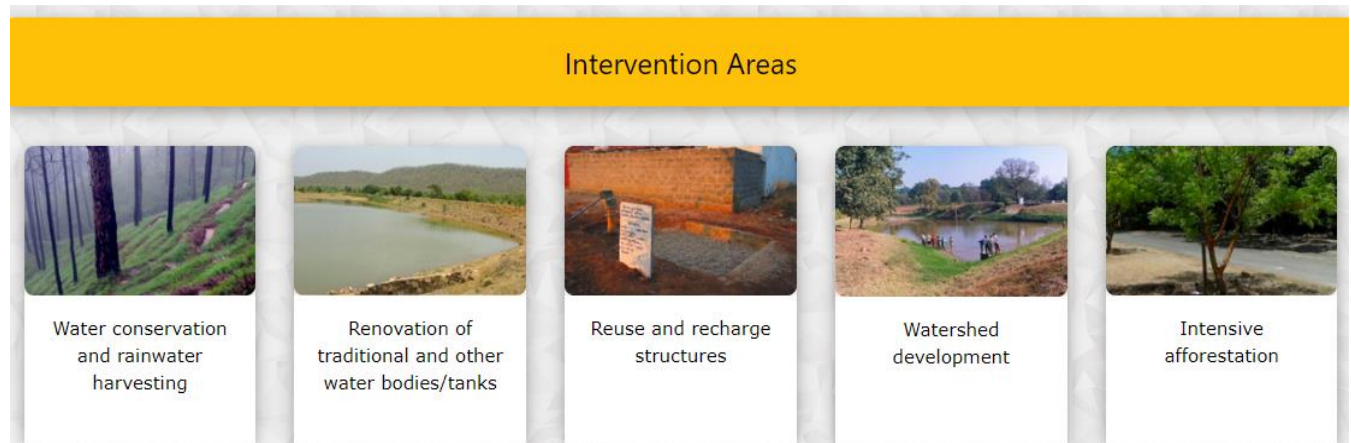 Intervention Areas
Water conservation
and rainwater
harvesting
Renovation of
traditional and other
water bodies/tanks
Reuse and recharge
structures
Watershed
development
Intensive
afforestation